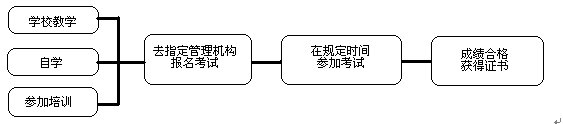 学校教学
自学
参加培训
去指定管理机构
报名考试
在规定时间
参加考试
成绩合格
获得证书